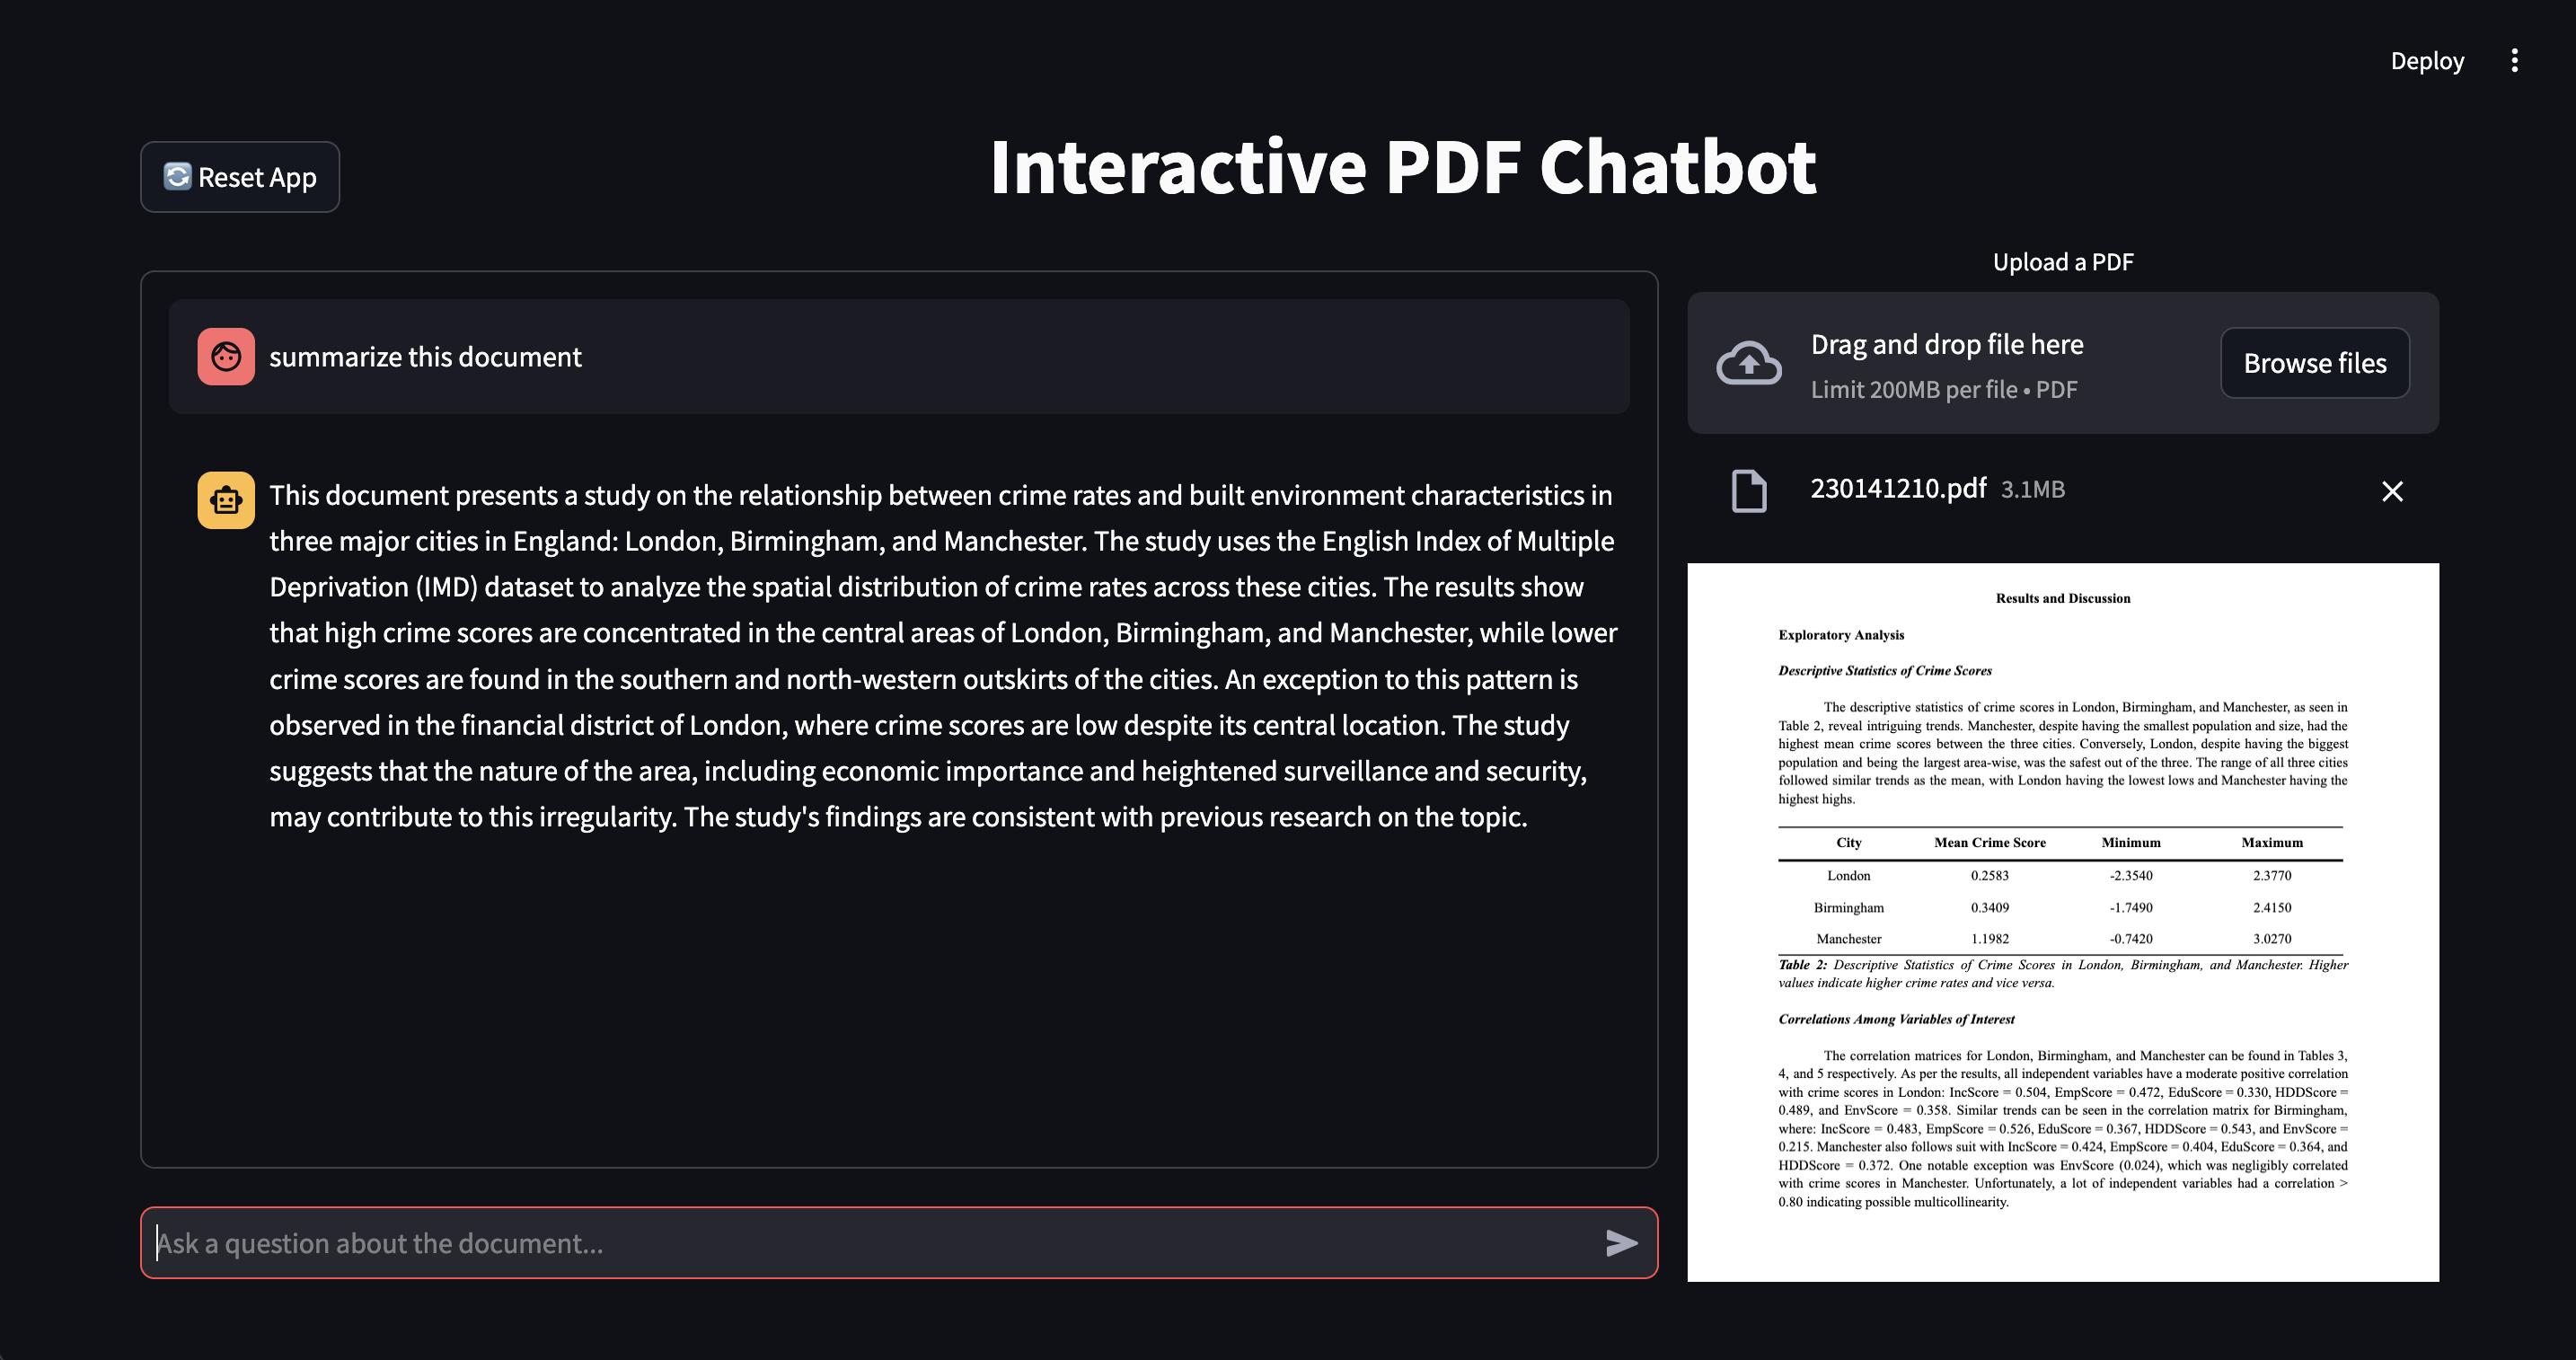 Deploy
Reset App
Interactive PDF Chatbot
summarize this document
This document presents a study on the relationship between crime rates and built environment characteristics in
three major cities in England: London, Birmingham, and Manchester. The study uses the English Index of Multiple
Deprivation (IMD) dataset to analyze the spatial distribution of crime rates across these cities. The results show
that high crime scores are concentrated in the central areas of London, Birmingham, and Manchester, while lower
crime scores are found in the southern and north-western outskirts of the cities. An exception to this pattern is
observed in the financial district of London, where crime scores are low despite its central location. The study
suggests that the nature of the area, including economic importance and heightened surveillance and security,
may contribute to this irregularity. The study's findings are consistent with previous research on the topic.
Ask a question about the document...
Upload a PDF
Drag and drop file here
Limit 200MB per file • PDF
Browse files
230141210.pdf 3.1MB
Results and Discussion
Exploratory Analysis
Descriptive Statistics of Crime Scores
The descriptive statistics of crime scores in London, Birmingham, and Manchester, as seen in
Table 2, reveal intriguing trends. Manchester, despite having the smallest population and size, had the
highest mean crime scores between the three cities. Conversely, London, despite having the biggest
population and being the largest area-wise, was the safest out of the three. The range of all three cities
followed similar trends as the mean, with London having the lowest lows and Manchester having the
highest highs.
City Mean Crime Score Minimum Maximum
London 0.2583 -2.3540 2.3770
Birmingham 0.3409 -1.7490 2.4150
Manchester 1.1982 -0.7420 3.0270
Table 2: Descriptive Statistics of Crime Scores in London, Birmingham, and Manchester. Higher
values indicate higher crime rates and vice versa.
Correlations Among Variables of Interest
The correlation matrices for London, Birmingham, and Manchester can be found in Tables 3,
4, and 5 respectively. As per the results, all independent variables have a moderate positive correlation
with crime scores in London: IncScore = 0.504, EmpScore = 0.472, EduScore = 0.330, HDDScore =
0.489, and EnvScore = 0.358. Similar trends can be seen in the correlation matrix for Birmingham,
where: IncScore = 0.483, EmpScore = 0.526, EduScore = 0.367, HDDScore = 0.543, and EnvScore =
0.215. Manchester also follows suit with IncScore = 0.424, EmpScore = 0.404, EduScore = 0.364, and
HDDScore = 0.372. One notable exception was EnvScore (0.024), which was negligibly correlated
with crime scores in Manchester. Unfortunately, a lot of independent variables had a correlation >
0.80 indicating possible multicollinearity.